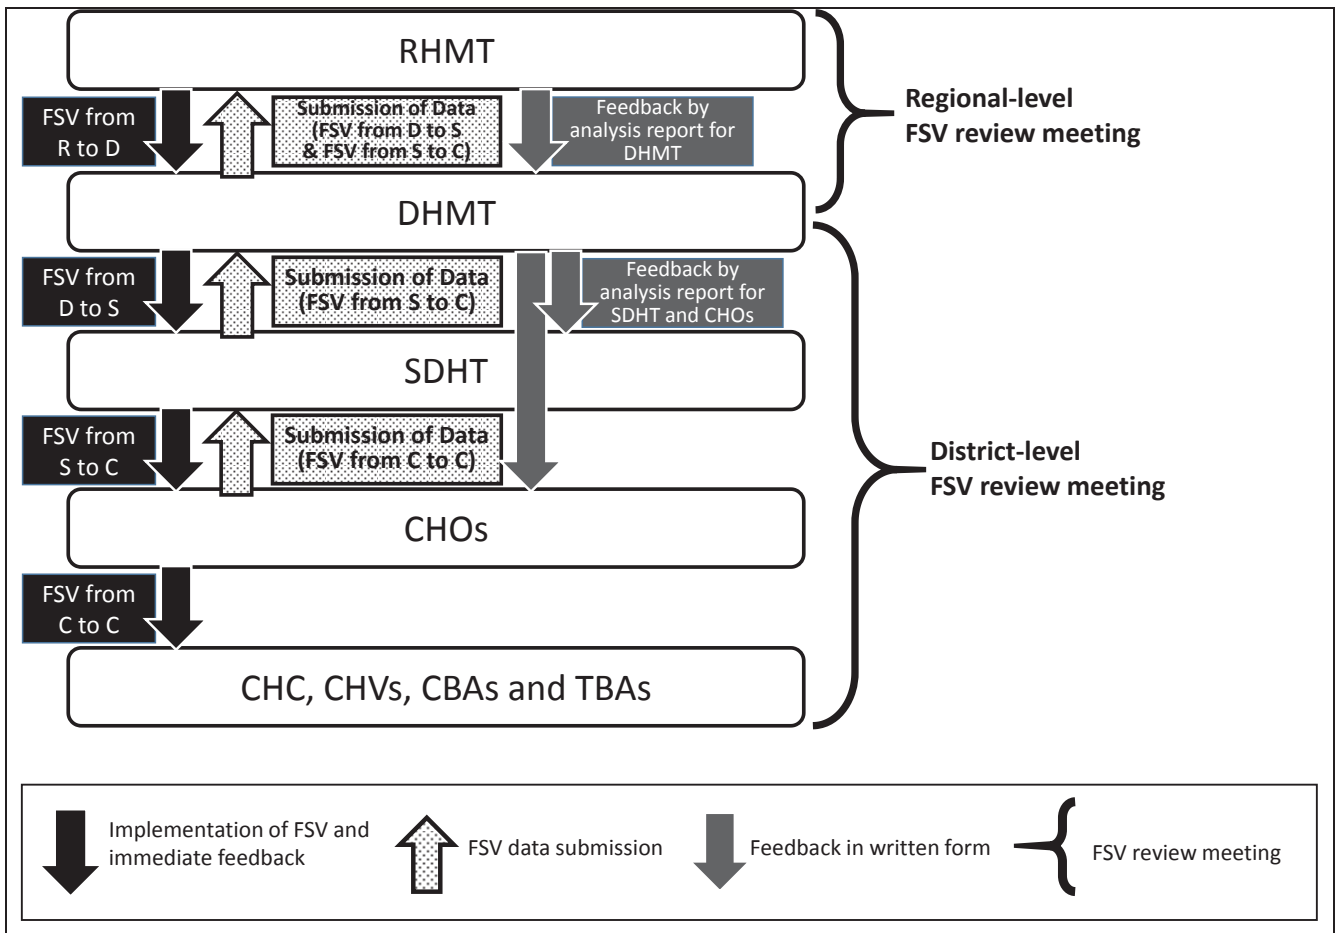 RHMT
FSV from
R to D
Submission of Data
(FSV from D to S
& FSV from S to C)
Feedback by
analysis report for
DHMT
Regional-level
FSV review meeting
DHMT
FSV from
D to S
Submission of Data
(FSV from S to C)
Feedback by
analysis report for
SDHT and CHOs
SDHT
FSV from
S to C
Submission of Data
(FSV from C to C)
District-level
FSV review meeting
CHOs
FSV from
C to C
CHC, CHVs, CBAs and TBAs
Implementation of FSV and
immediate feedback
FSV data submission
Feedback in written form
FSV review meeting